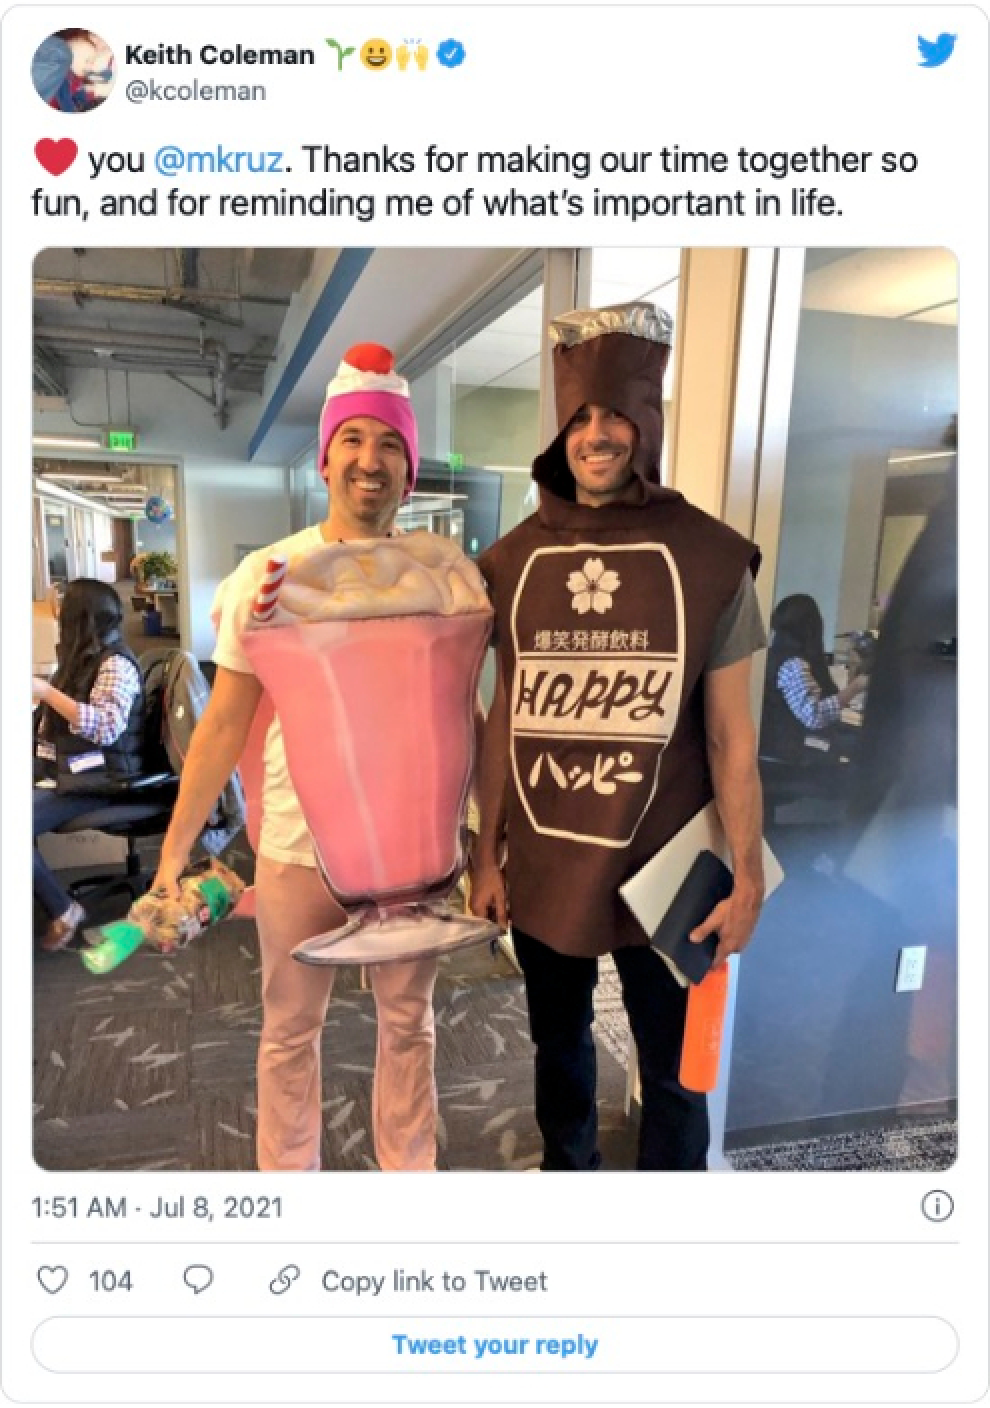 Keith Coleman 🌱😀🙌
@kcoleman
❤️ you @mkruz. Thanks for making our time together so
fun, and for reminding me of what's important in life.
爆笑発酵飲料
HAPPY
ハッピー
1:51 AM · Jul 8, 2021
104
Copy link to Tweet
Tweet your reply